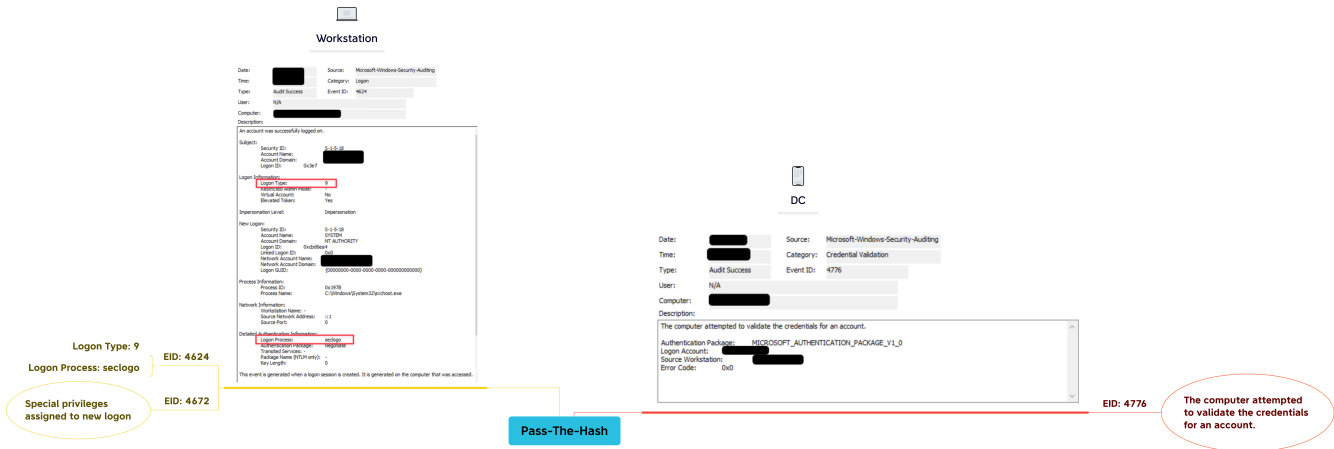 Workstation
Date: Source: Microsoft-Windows-Security-Auditing
Time: Category: Logon
Type: Audit Success Event ID: 4624
User: N/A
Computer:
Description:
An account was successfully logged on.
Subject:
Security ID: S-1-5-18
Account Name:
Account Domain:
Logon ID: 0x3e7
Logon Information:
Logon Type: 9
Restricted Admin Mode: -
Virtual Account: No
Elevated Token: Yes
Impersonation Level: Impersonation
New Logon:
Security ID: S-1-5-18
Account Name: SYSTEM
Account Domain: NT AUTHORITY
Logon ID:
Linked Logon ID: 0x0
Network Account Name:
Network Account Domain:
Logon GUID: {00000000-0000-0000-0000-000000000000}
Process Information:
Process ID: 0x1978
Process Name: C:\Windows\System32\svchost.exe
Network Information:
Workstation Name: -
Source Network Address: ::1
Source Port: 0
Detailed Authentication Information:
Logon Process: seclogo
Authentication Package: Negotiate
Transited Services: -
Package Name (NTLM only): -
Key Length: 0
This event is generated when a logon session is created. It is generated on the computer that was accessed.
DC
Date: Source: Microsoft-Windows-Security-Auditing
Time: Category: Credential Validation
Type: Audit Success Event ID: 4776
User: N/A
Computer:
Description:
The computer attempted to validate the credentials for an account.
Authentication Package: MICROSOFT_AUTHENTICATION_PACKAGE_V1_0
Logon Account:
Source Workstation:
Error Code: 0x0
Logon Type: 9
Logon Process: seclogo
EID: 4624
Special privileges
assigned to new logon
EID: 4672
Pass-The-Hash
EID: 4776
The computer attempted
to validate the credentials
for an account.